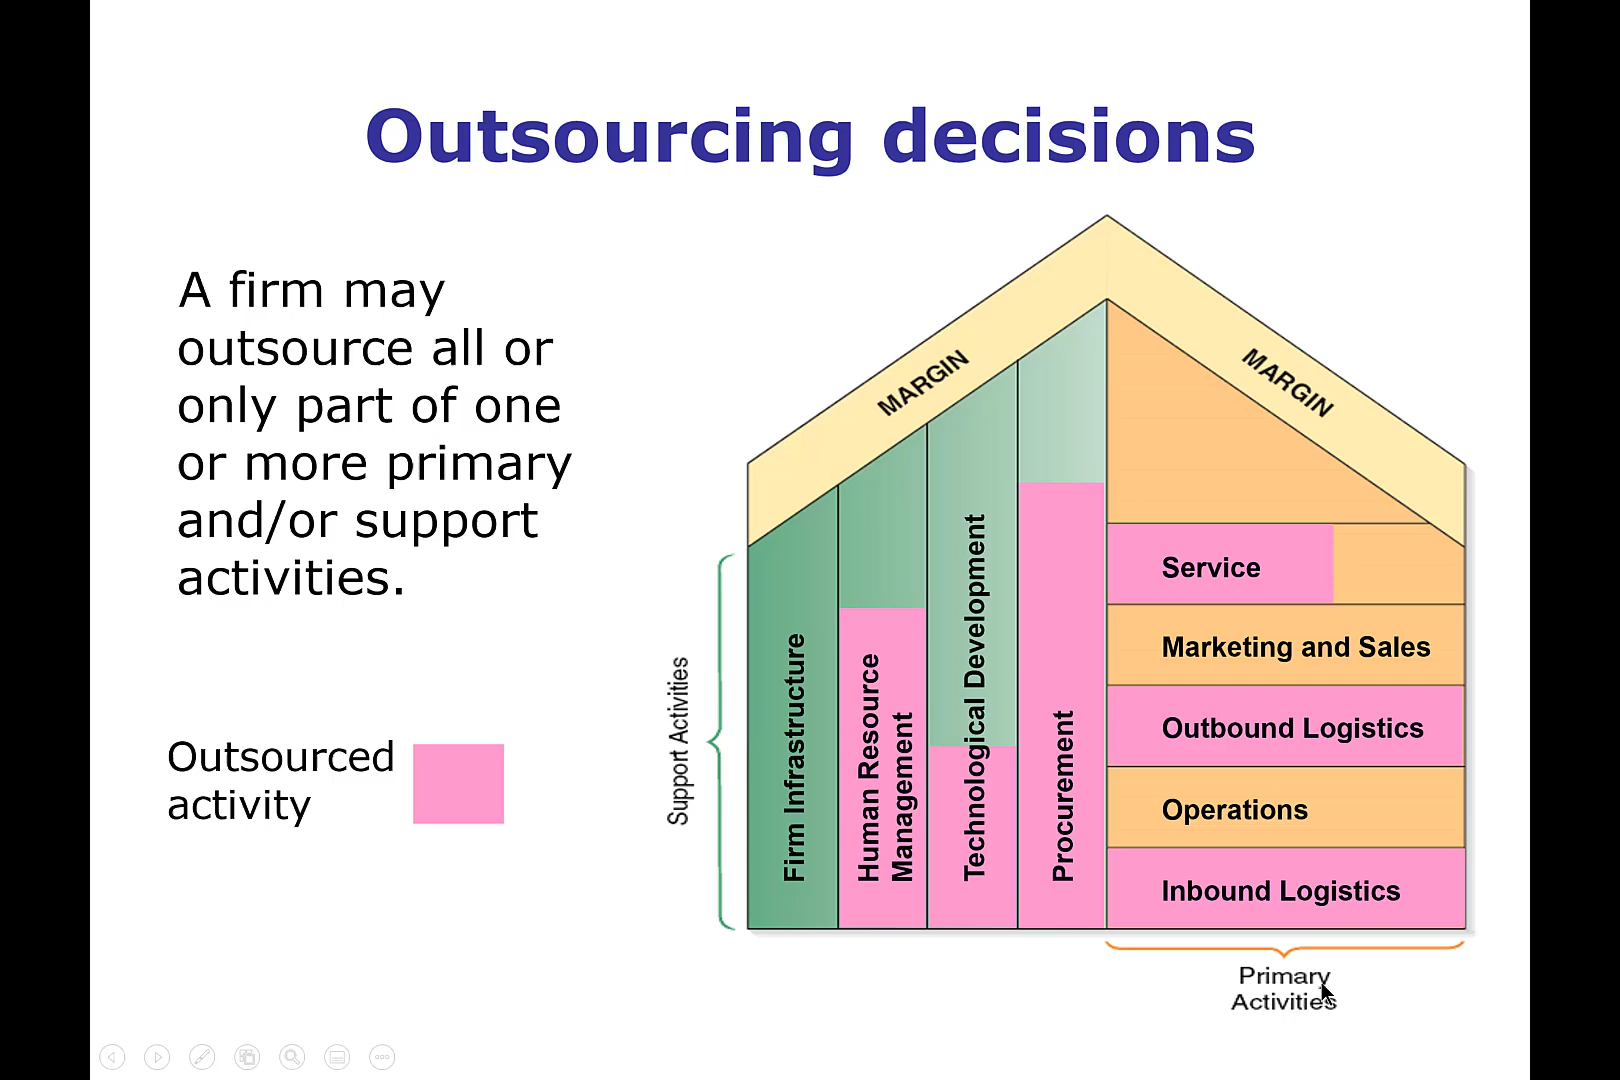 Outsourcing decisions
A firm may
outsource all or
only part of one
or more primary
and/or support
activities.
Outsourced
activity
MARGIN
MARGIN
Support Activities
Firm Infrastructure
Human Resource
Management
Technological Development
Procurement
Service
Marketing and Sales
Outbound Logistics
Operations
Inbound Logistics
Primary
Activities